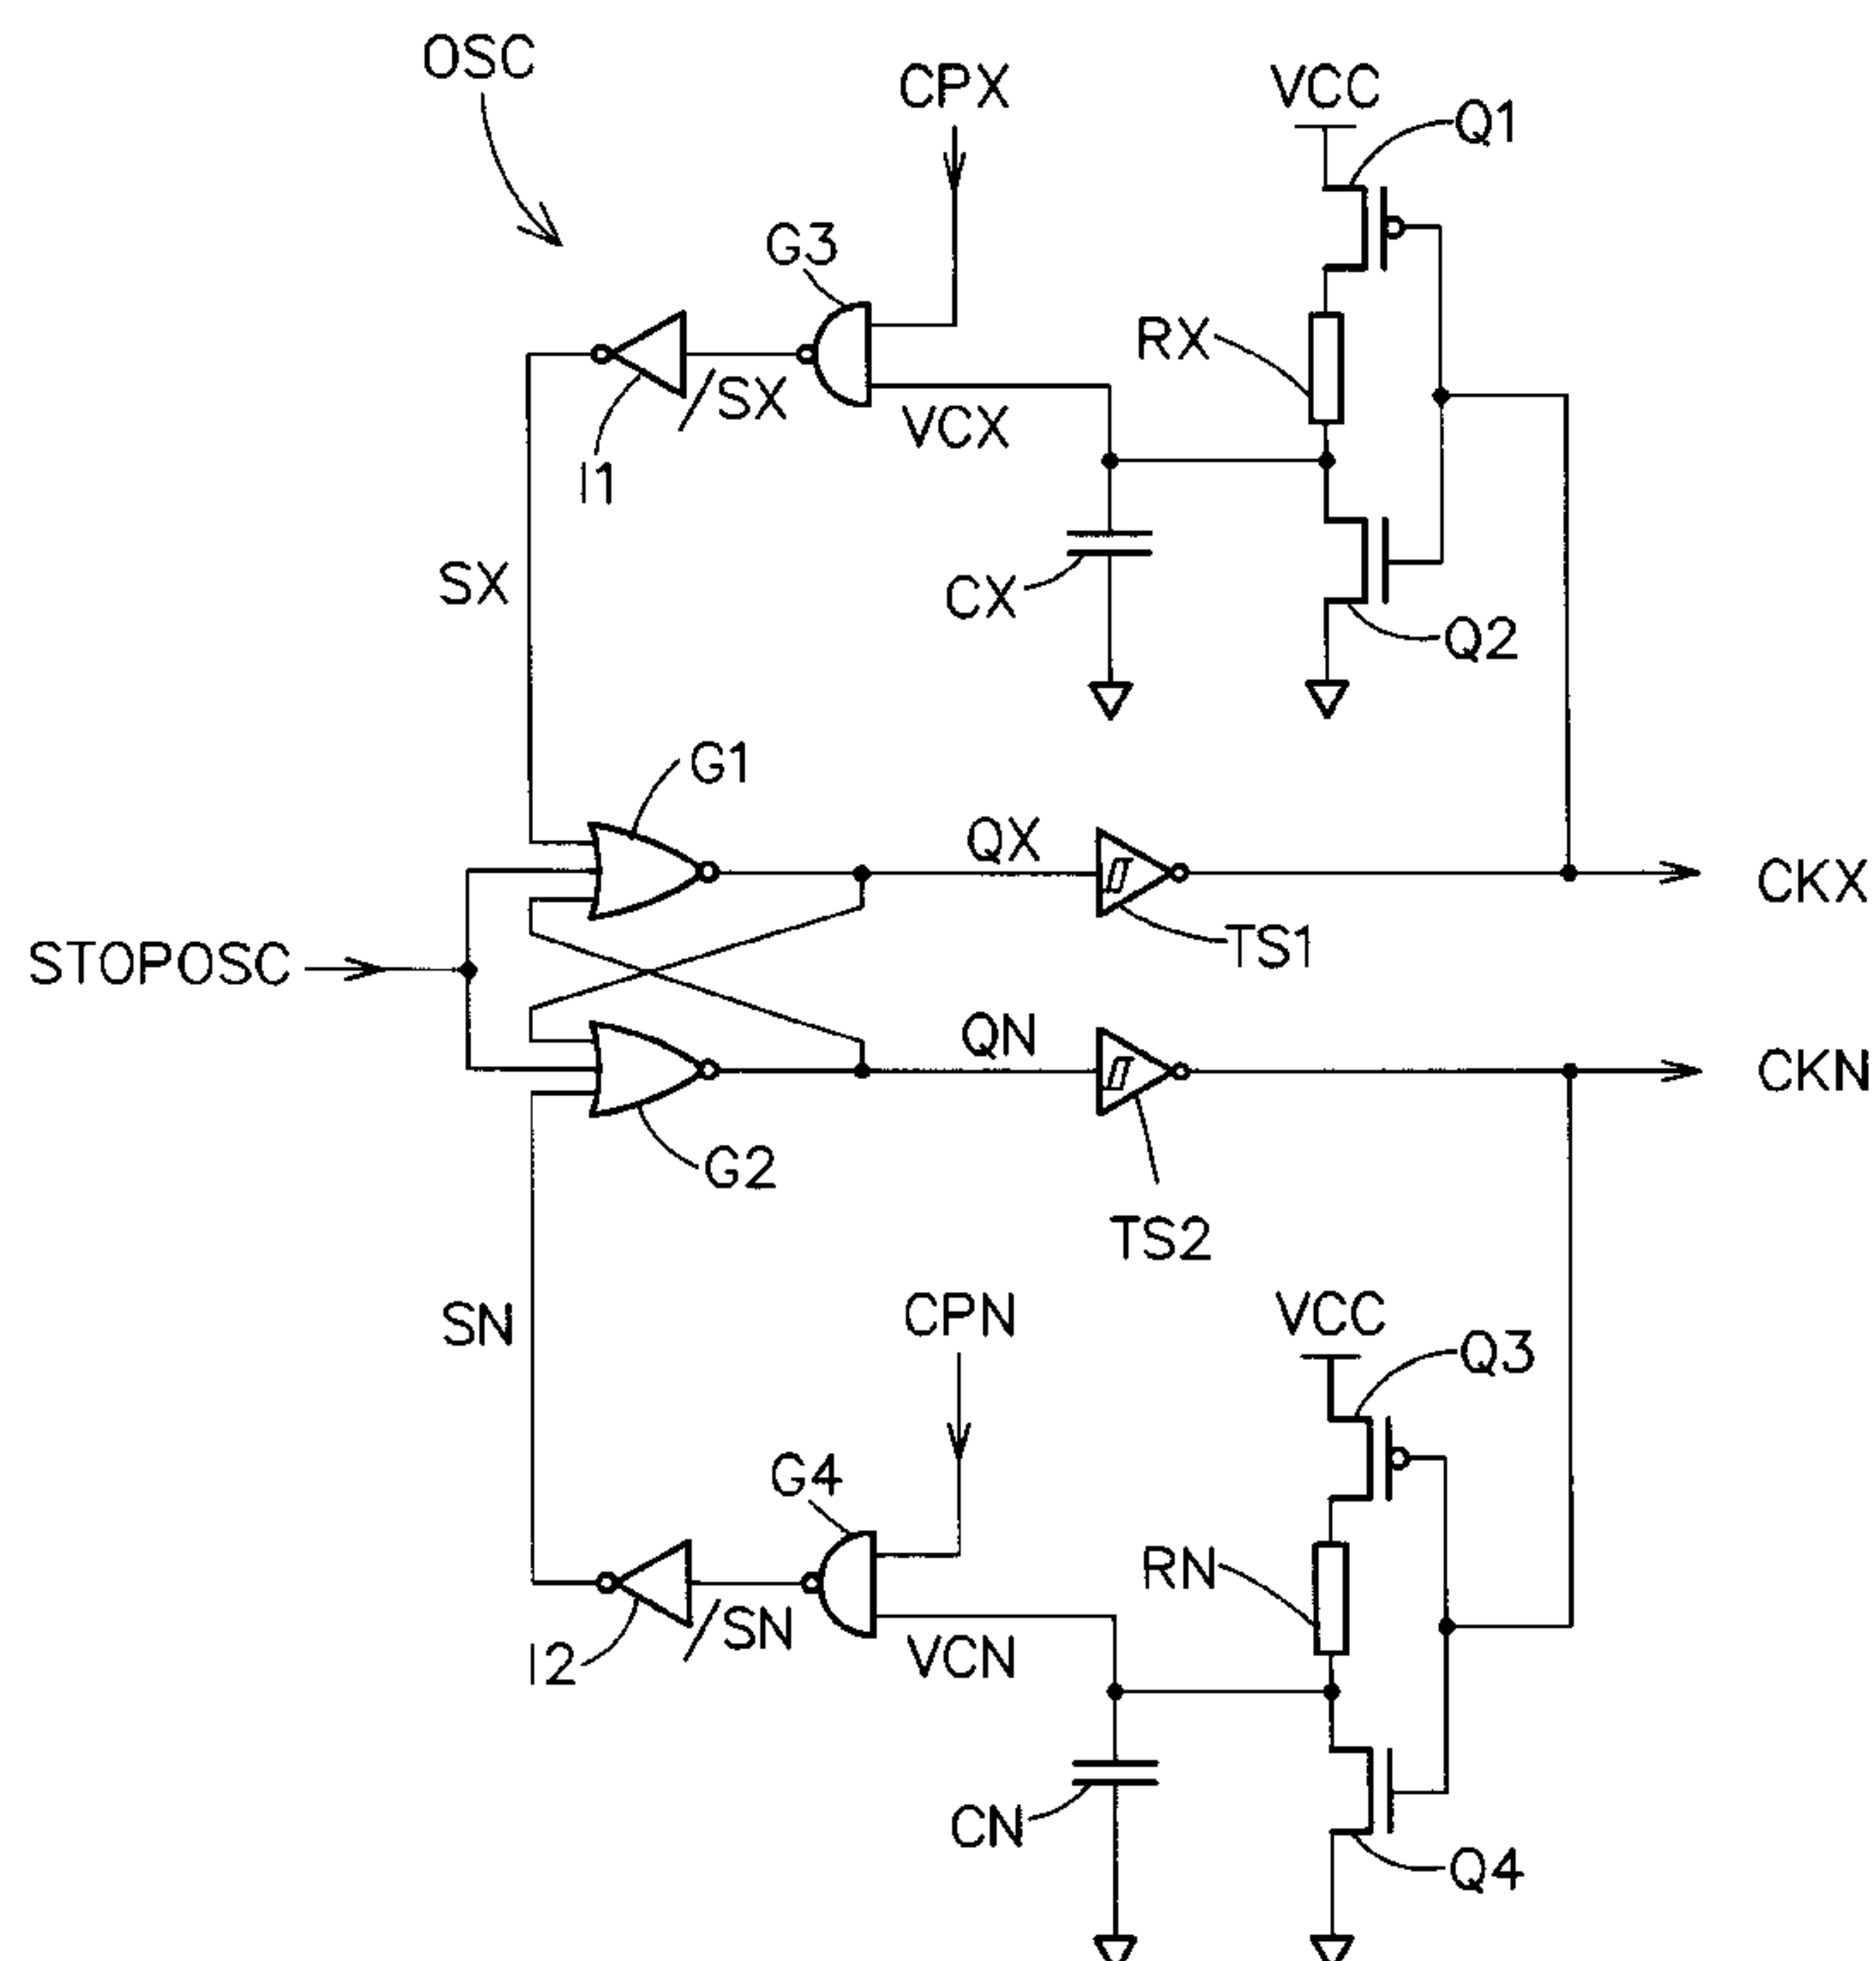 OSC
CPX
VCC
Q1
G3
RX
/SX
VCX
I1
SX
CX
Q2
G1
QX
CKX
TS1
STOPOSC
QN
CKN
G2
TS2
SN
CPN
VCC
Q3
G4
RN
/SN
VCN
I2
CN
Q4